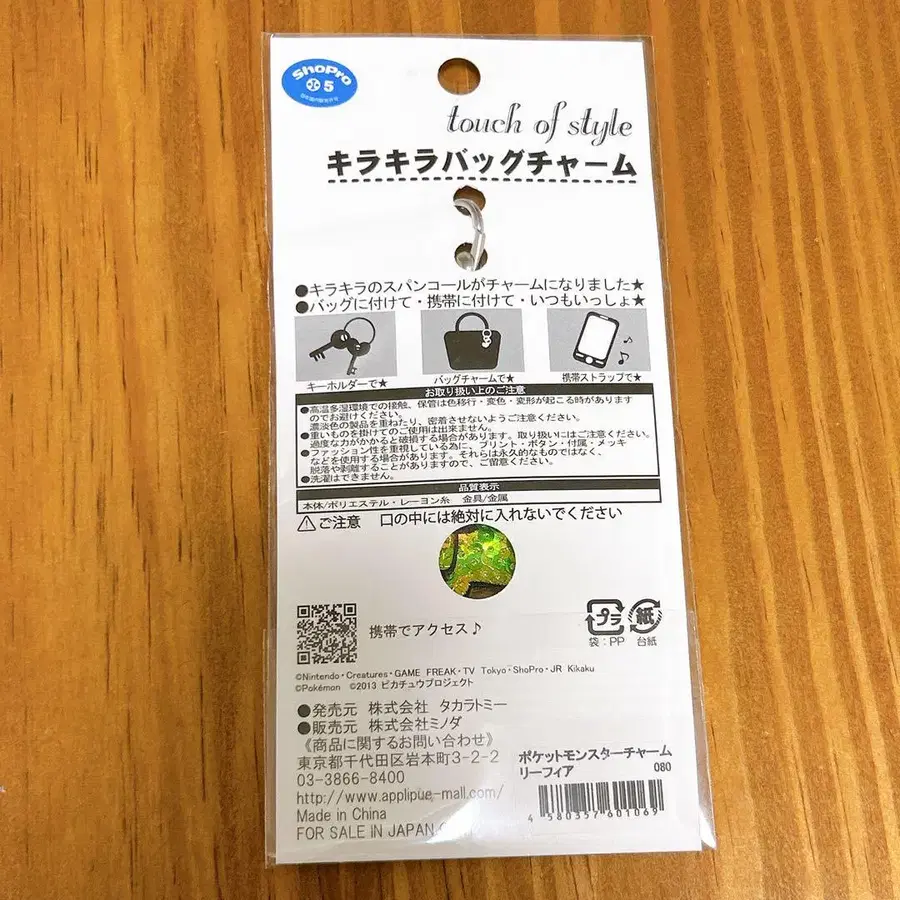 ShoPro
5
touch of style
キラキラバッグチャーム
●キラキラのスパンコールがチャームになりました★
●バッグに付けて・携帯に付けて・いつもいっしょ★
キーホルダーで★ バッグチャームで★ 携帯ストラップで★
お取り扱い上のご注意
●高温多湿環境での接触、保管は色移行・変色・変形が起こる時があります
のでお避けください。
濃淡色の製品を重ねたり、密着させないようご注意ください。
●重いものを掛けてのご使用は出来ません。
過度な力がかかると破損する場合があります。取り扱いにはご注意ください。
●ファッション性を重視している為に、プリント・ボタン・付属・メッキ
などを使用する場合があります。それらは永久的なものではなく、
脱落や剥離することがありますので、ご留意ください。
●洗濯はできません。
品質表示
本体/ポリエステル・レーヨン糸 金具/金属
ご注意 口の中には絶対に入れないでください
携帯でアクセス♪
プラ 紙
袋:PP 台紙
©Nintendo・Creatures・GAME FREAK・TV Tokyo・ShoPro・JR Kikaku
©Pokémon ©2013 ピカチュウプロジェクト
●発売元 株式会社 タカラトミー
●販売元 株式会社ミノダ
《商品に関するお問い合わせ》
東京都千代田区岩本町3-2-2
03-3866-8400
http://www.applique-mall.com/
Made in China
FOR SALE IN JAPAN
ポケットモンスターチャーム
リーフィア 080
4 580357 601069